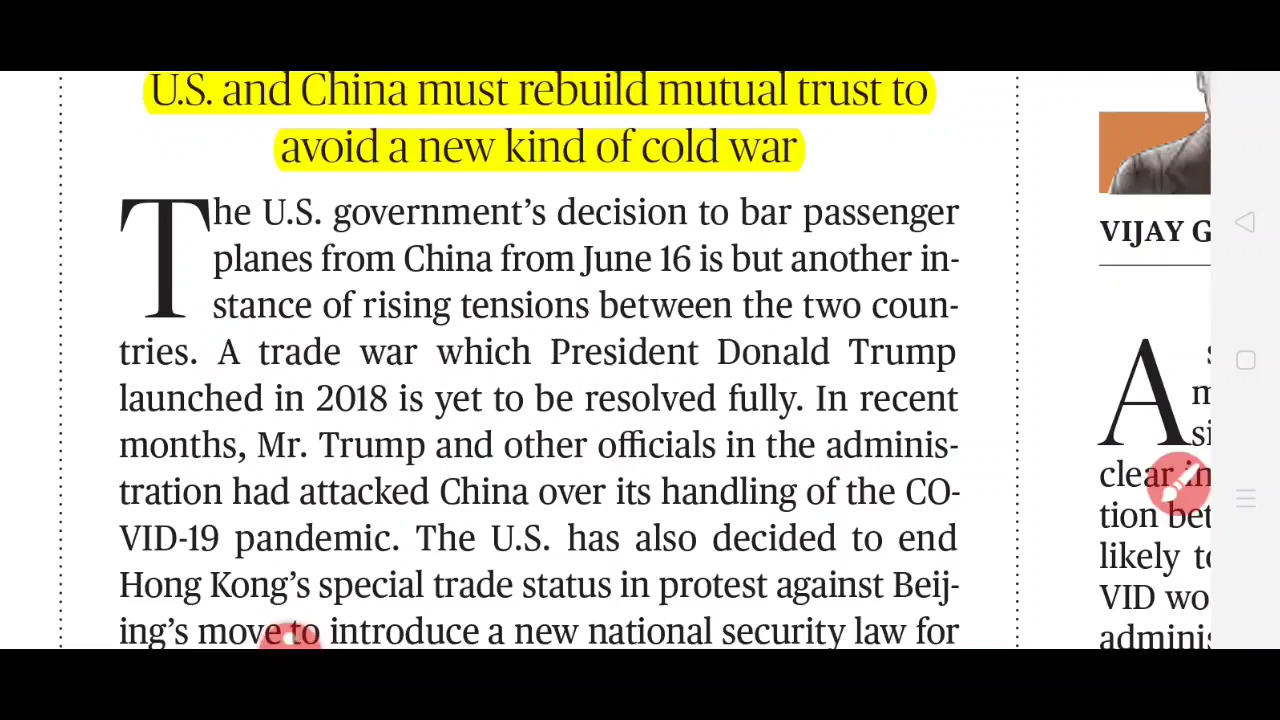 U.S. and China must rebuild mutual trust to
avoid a new kind of cold war
The U.S. government's decision to bar passenger
planes from China from June 16 is but another in-
stance of rising tensions between the two coun-
tries. A trade war which President Donald Trump
launched in 2018 is yet to be resolved fully. In recent
months, Mr. Trump and other officials in the adminis-
tration had attacked China over its handling of the CO-
VID-19 pandemic. The U.S. has also decided to end
Hong Kong's special trade status in protest against Beij-
ing's move to introduce a new national security law for
VIJAY G
A
clear in
tion bet
likely
VID wo
adminis